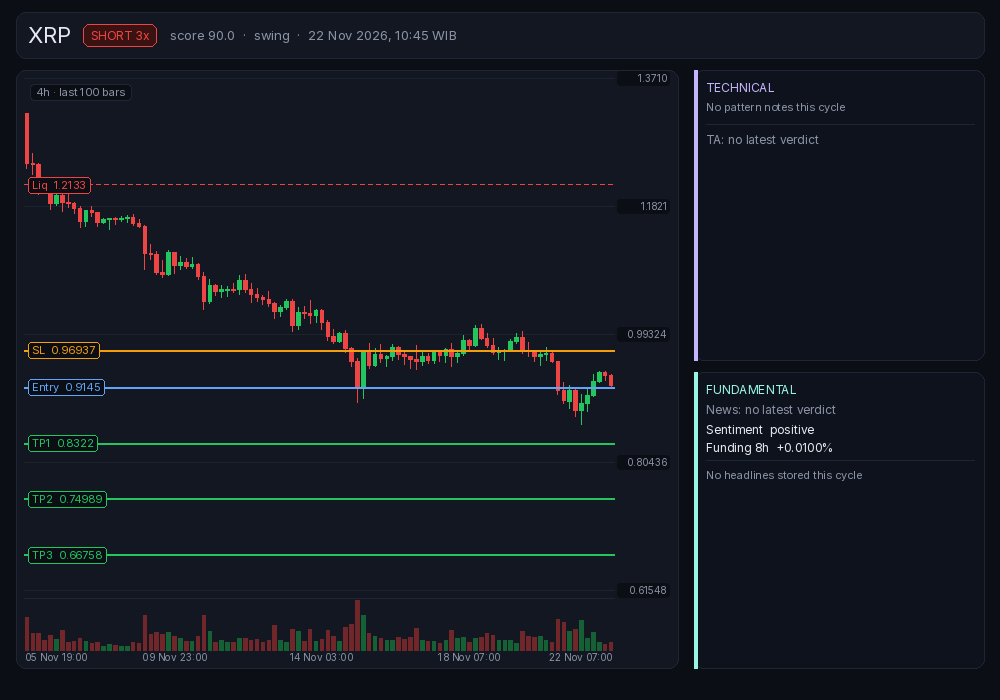 XRP SHORT 3x score 90.0 · swing · 22 Nov 2026, 10:45 WIB
4h · last 100 bars
1.3710
Liq 1.2133
1.1821
0.99324
SL 0.96937
Entry 0.9145
TP1 0.8322
0.80436
TP2 0.74989
TP3 0.66758
0.61548
05 Nov 19:00 09 Nov 23:00 14 Nov 03:00 18 Nov 07:00 22 Nov 07:00
TECHNICAL
No pattern notes this cycle
TA: no latest verdict
FUNDAMENTAL
News: no latest verdict
Sentiment positive
Funding 8h +0.0100%
No headlines stored this cycle